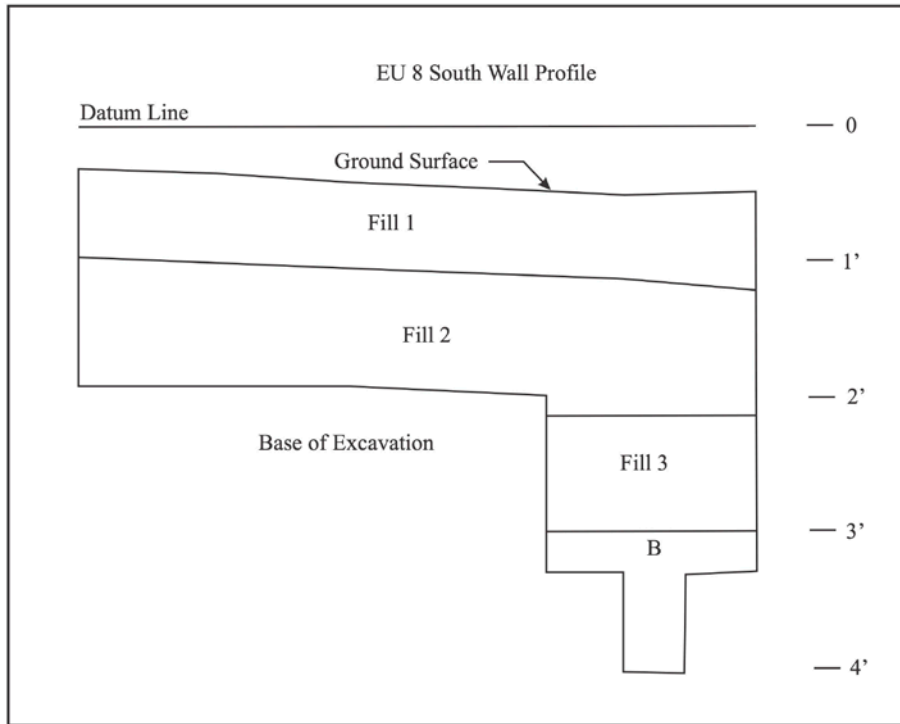 EU 8 South Wall Profile
Datum Line
0
Ground Surface
Fill 1
1'
Fill 2
2'
Base of Excavation
Fill 3
3'
B
4'